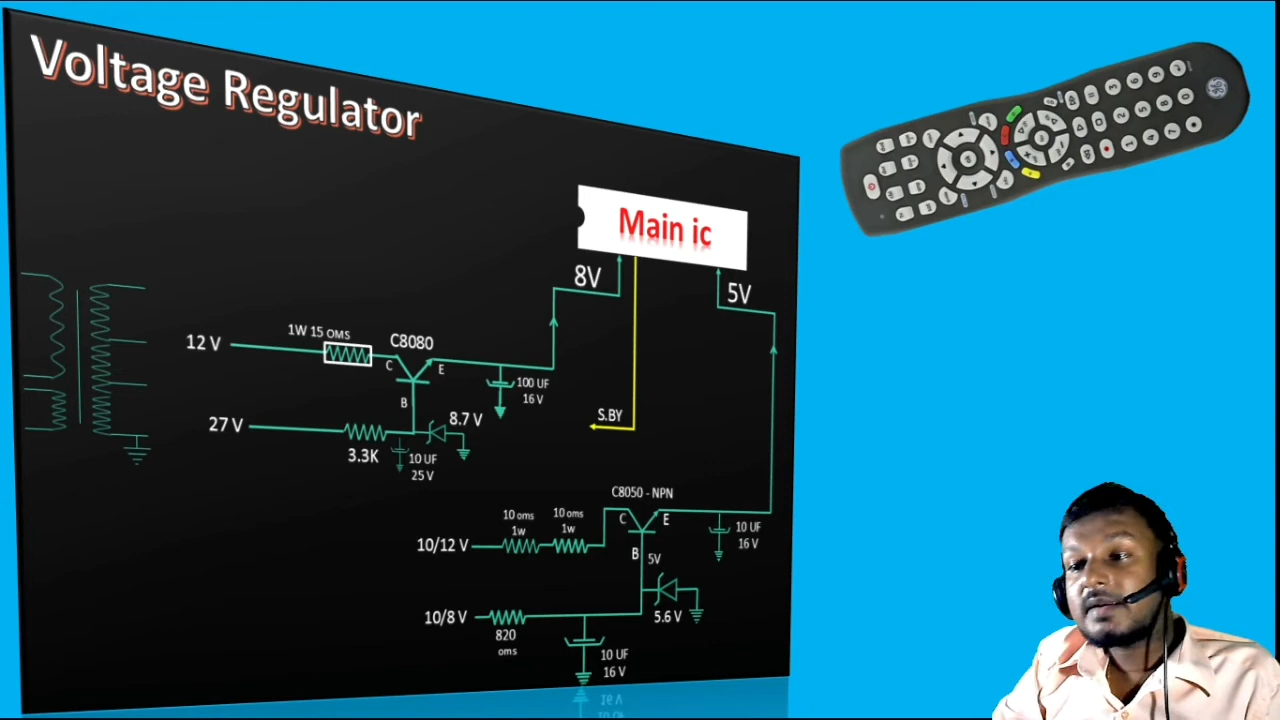 Voltage Regulator
Main ic
8V
5V
1W 15 OMS
C8080
12 V
C
E
B
100 UF
16 V
S.BY
27 V
8.7 V
3.3K
10 UF
25 V
C8050 - NPN
10 oms
1w
10 oms
1w
C
E
10/12 V
10 UF
16 V
B
5V
5.6 V
10/8 V
820
oms
10 UF
16 V